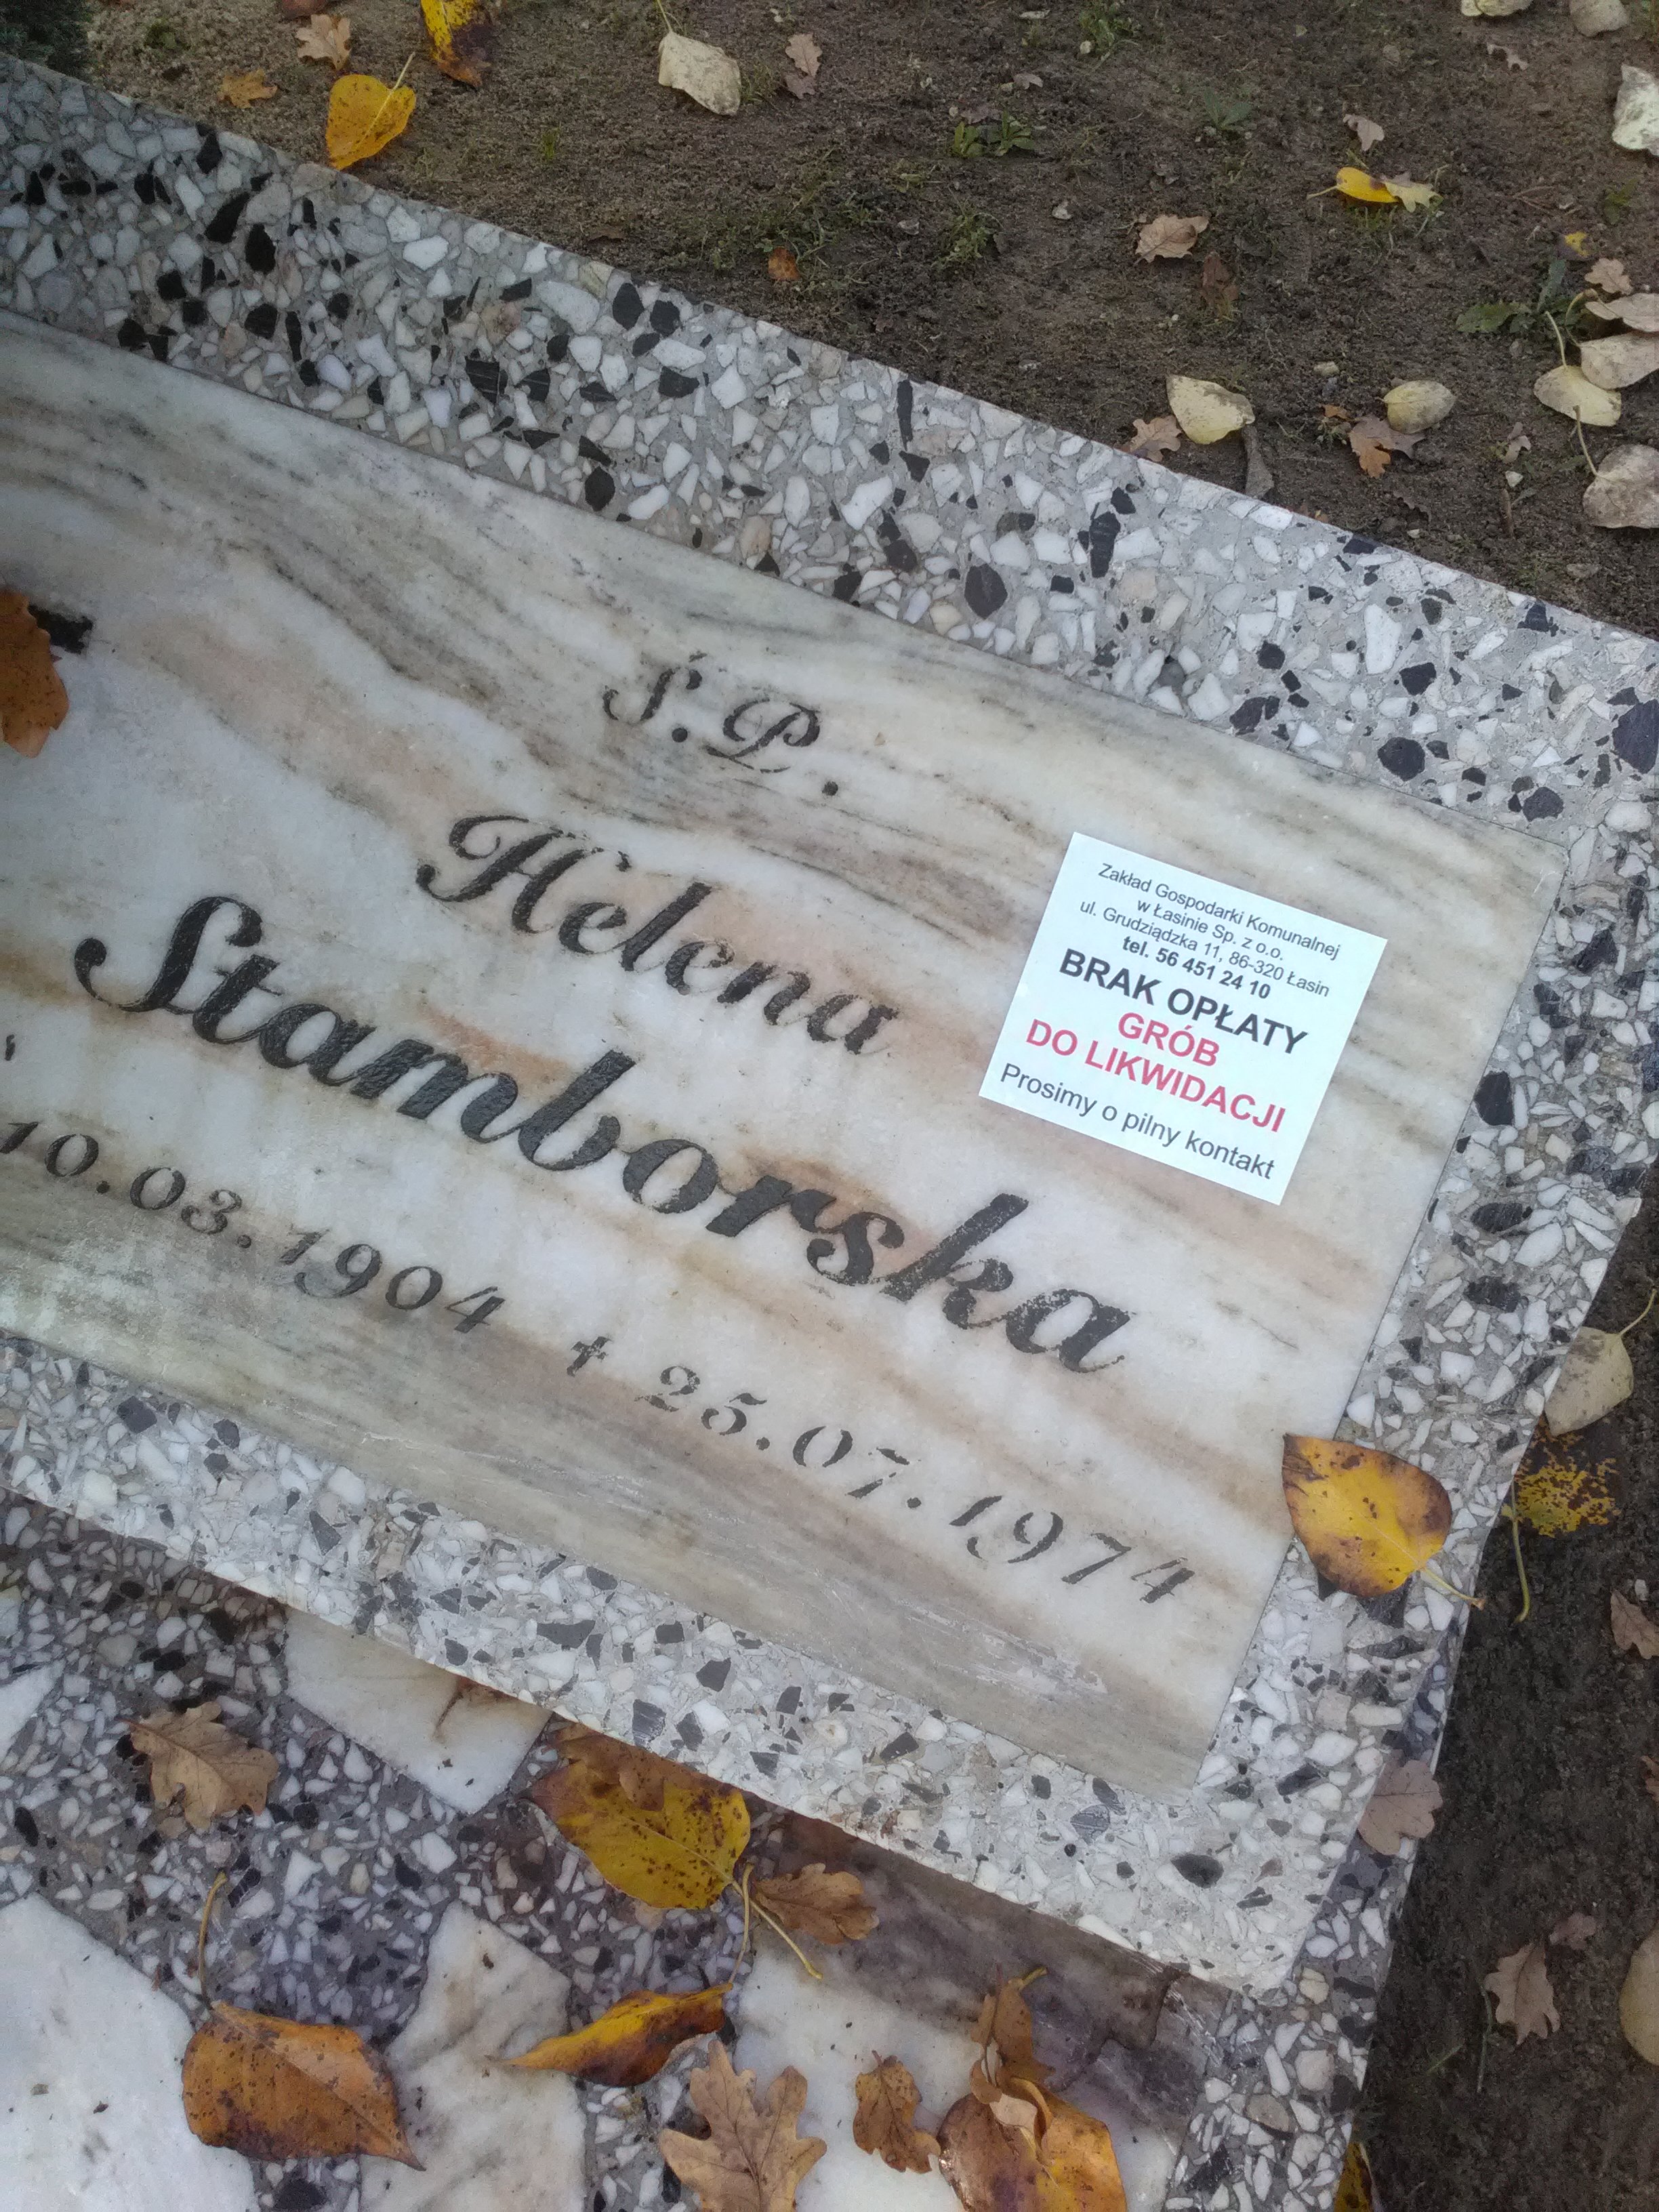 Ś.P.
Helena
Stamborska
10.03.1904 † 25.07.1974
Zakład Gospodarki Komunalnej
w Łasinie Sp. z o.o.
ul. Grudziądzka 11, 86-320 Łasin
tel. 56 451 24 10
BRAK OPŁATY
GRÓB
DO LIKWIDACJI
Prosimy o pilny kontakt